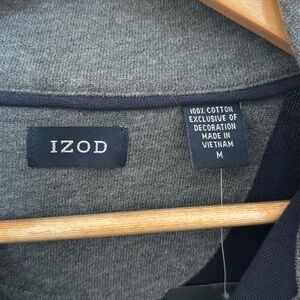 IZOD
100% COTTON
EXCLUSIVE OF
DECORATION
MADE IN
VIETNAM
M